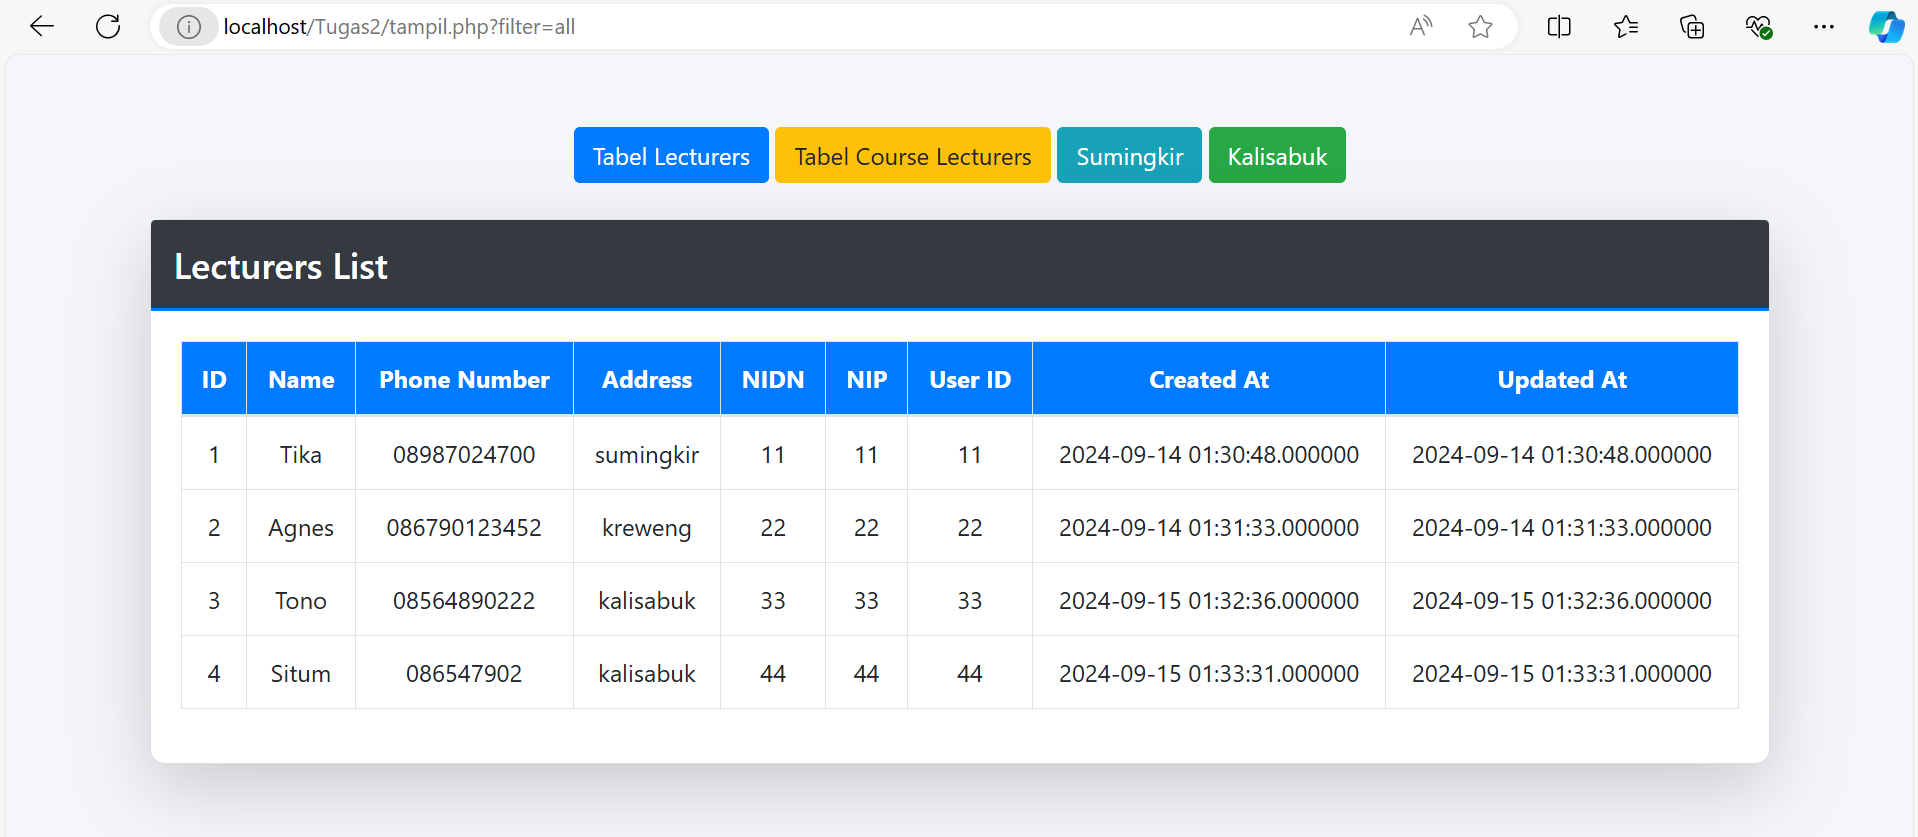 localhost/Tugas2/tampil.php?filter=all
Tabel Lecturers Tabel Course Lecturers Sumingkir Kalisabuk
Lecturers List
ID Name Phone Number Address NIDN NIP User ID Created At Updated At
1 Tika 08987024700 sumingkir 11 11 11 2024-09-14 01:30:48.000000 2024-09-14 01:30:48.000000
2 Agnes 086790123452 kreweng 22 22 22 2024-09-14 01:31:33.000000 2024-09-14 01:31:33.000000
3 Tono 08564890222 kalisabuk 33 33 33 2024-09-15 01:32:36.000000 2024-09-15 01:32:36.000000
4 Situm 086547902 kalisabuk 44 44 44 2024-09-15 01:33:31.000000 2024-09-15 01:33:31.000000